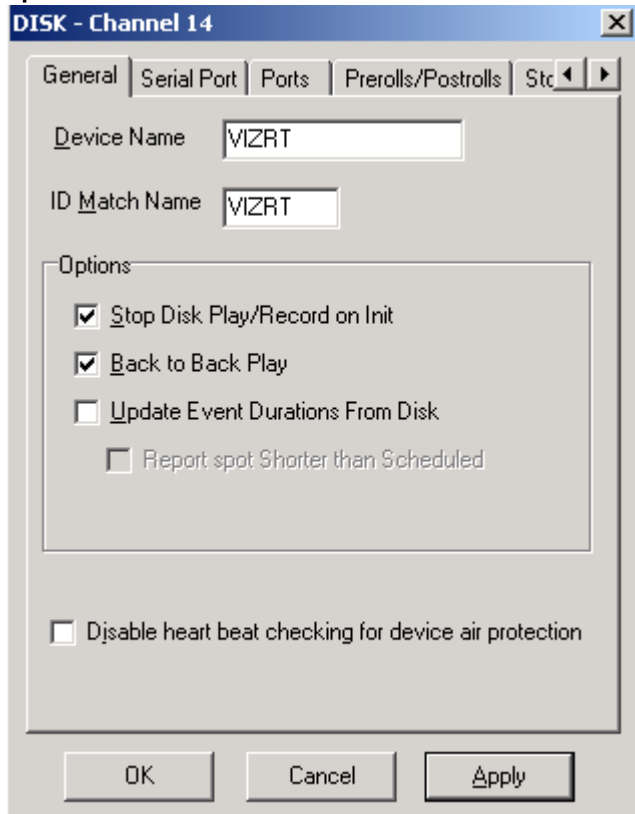 DISK - Channel 14
General Serial Port Ports Prerolls/Postrolls
Device Name VIZRT
ID Match Name VIZRT
Options
Stop Disk Play/Record on Init
Back to Back Play
Update Event Durations From Disk
Report spot Shorter than Scheduled
Disable heart beat checking for device air protection
OK Cancel Apply